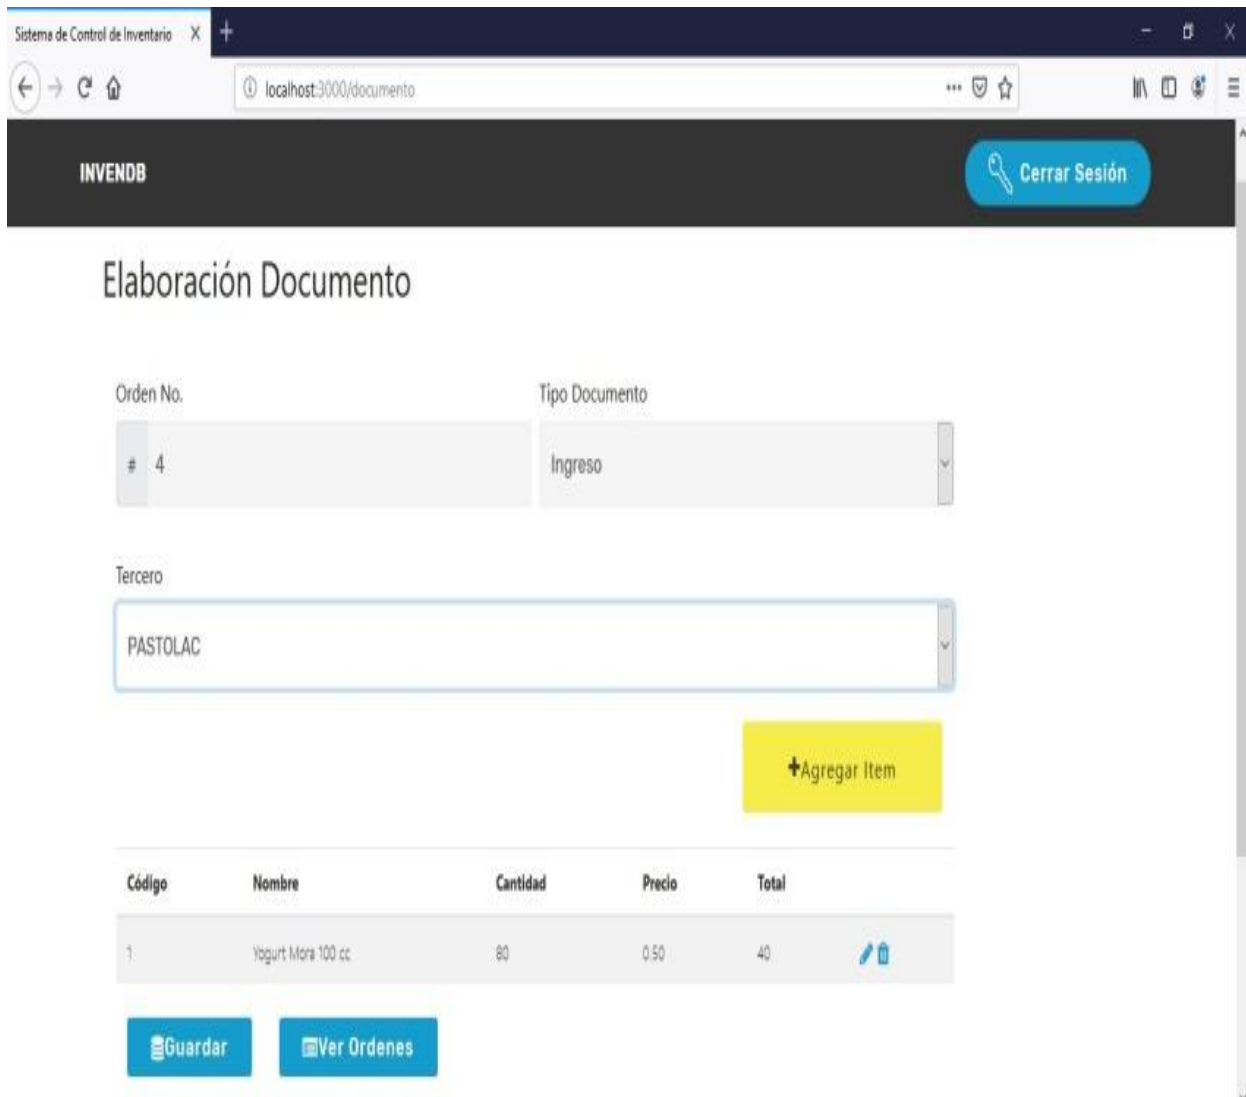 Sistema de Control de Inventario
localhost:3000/documento
INVENDB
Cerrar Sesión
Elaboración Documento
Orden No. Tipo Documento
# 4 Ingreso
Tercero
PASTOLAC
+Agregar Item
Código Nombre Cantidad Precio Total
1 Yogurt Mora 100 cc 80 0.50 40
Guardar Ver Ordenes